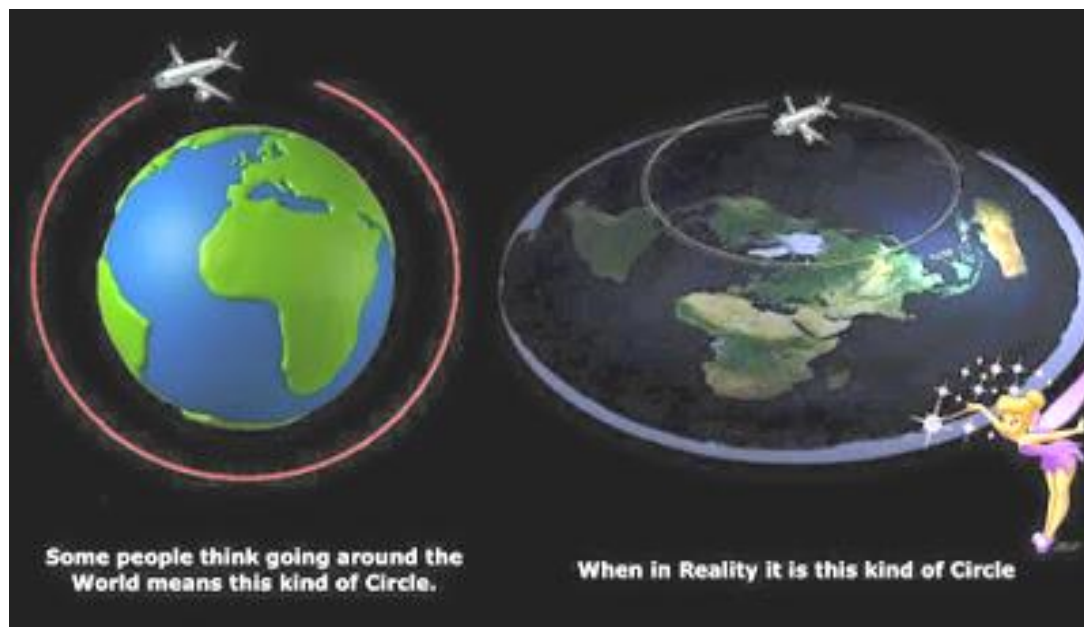 Some people think going around the
World means this kind of Circle.
When in Reality it is this kind of Circle